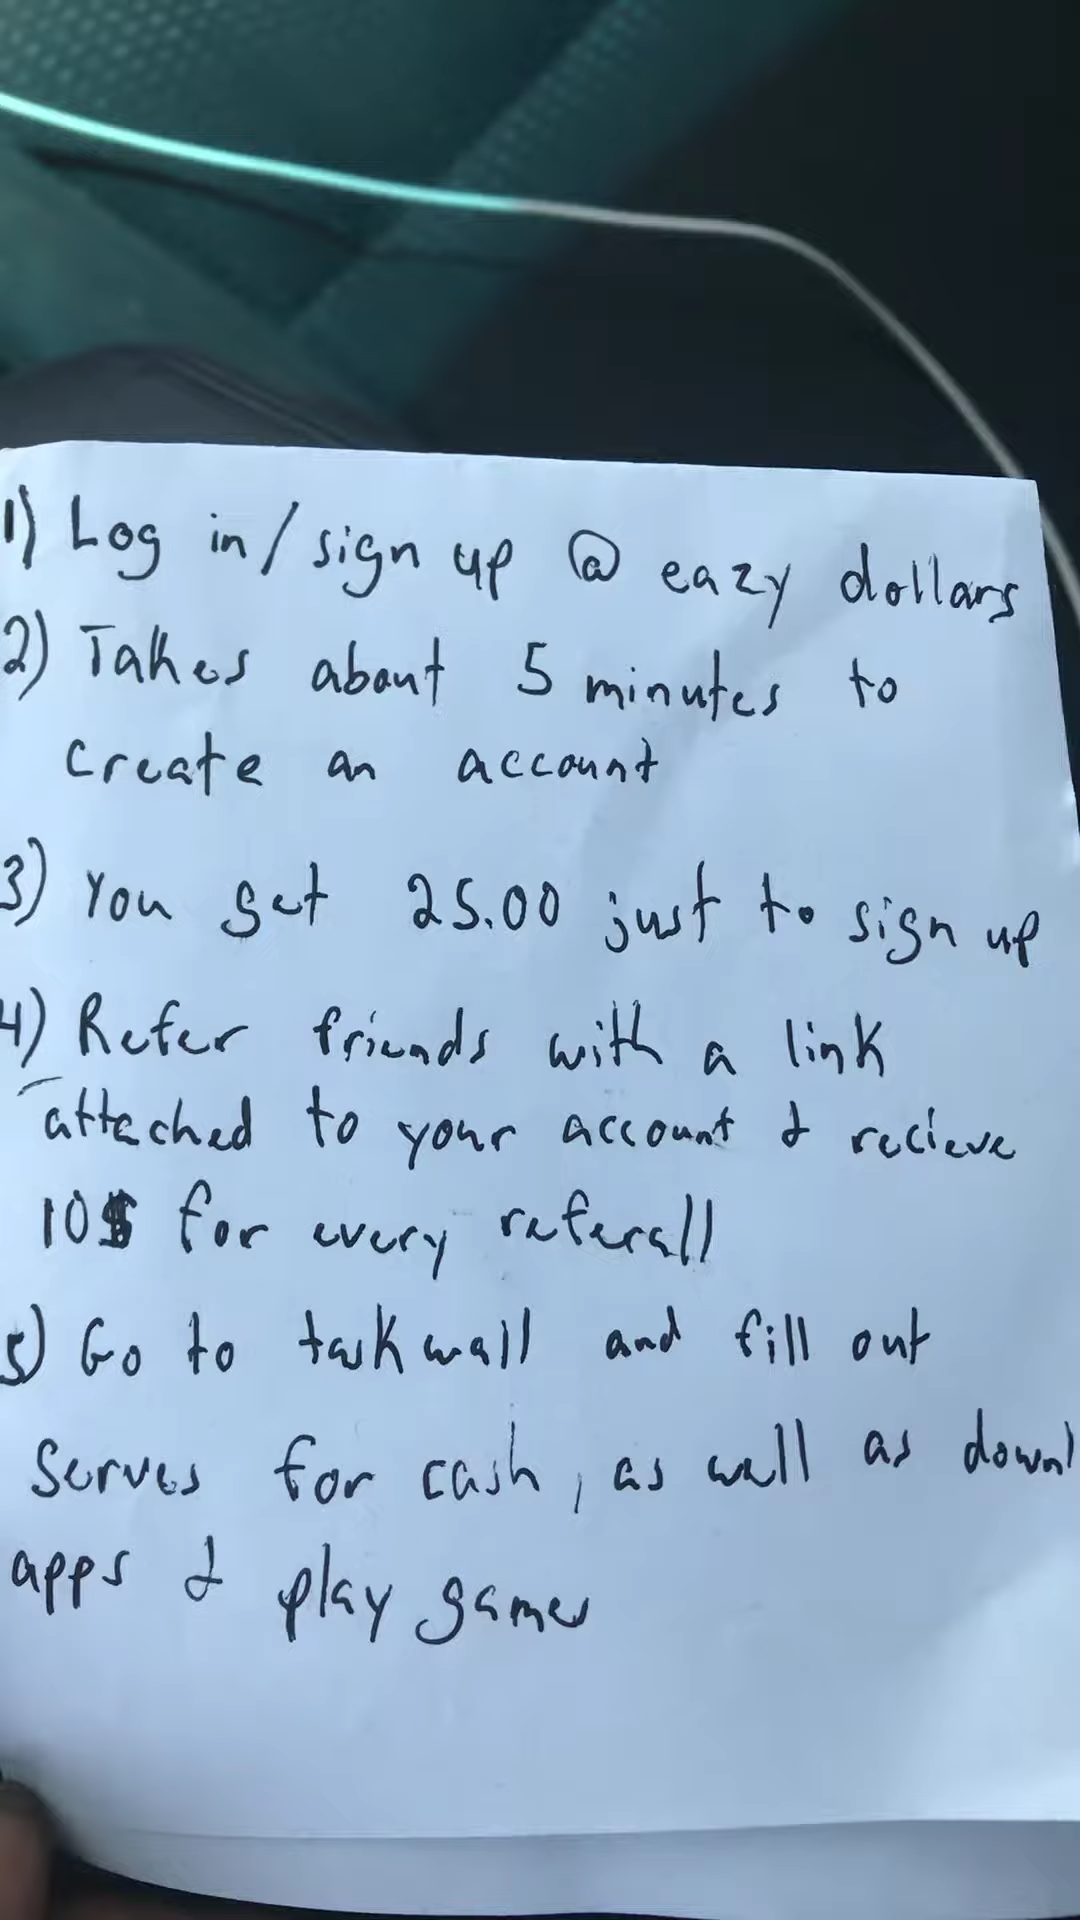 1) Log in/sign up @ eazy dollars
2) Takes about 5 minutes to
create an account
3) You get 25.00 just to sign up
4) Refer friends with a link
attached to your account & recieve
10$ for every referall
5) Go to taskwall and fill out
Serves for cash, as well as downl
apps & play games